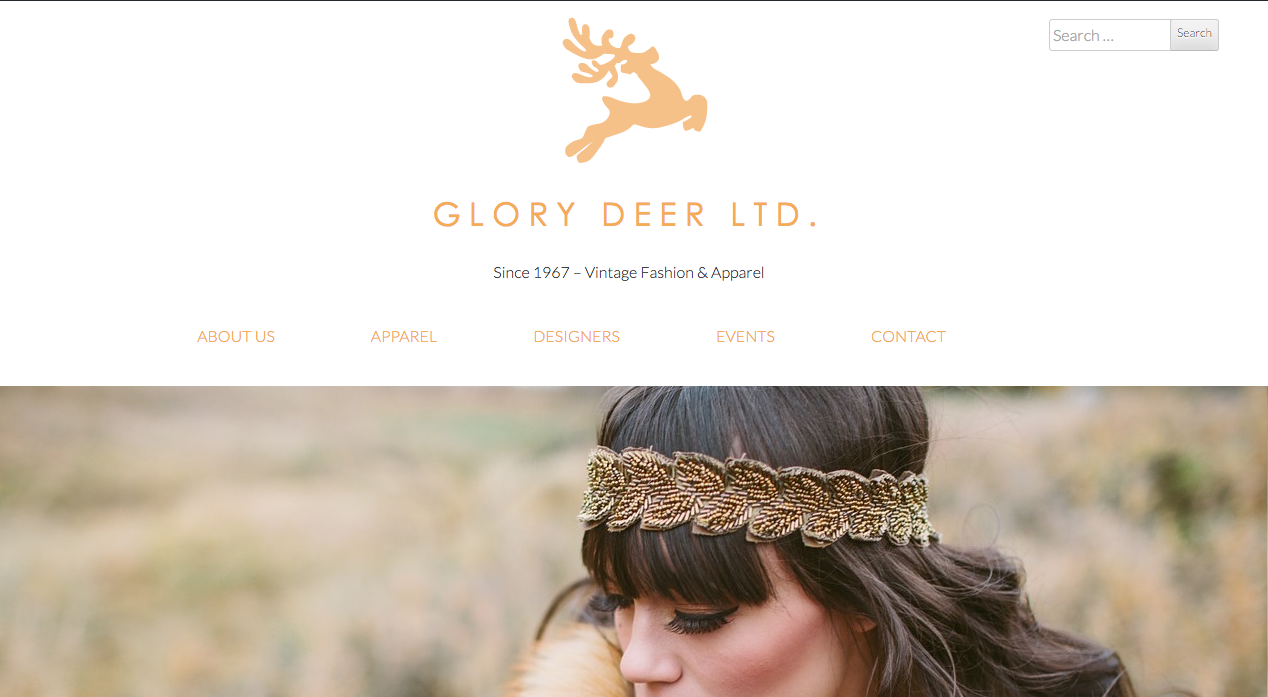 Search ...
Search
GLORY DEER LTD.
Since 1967 – Vintage Fashion & Apparel
ABOUT US APPAREL DESIGNERS EVENTS CONTACT